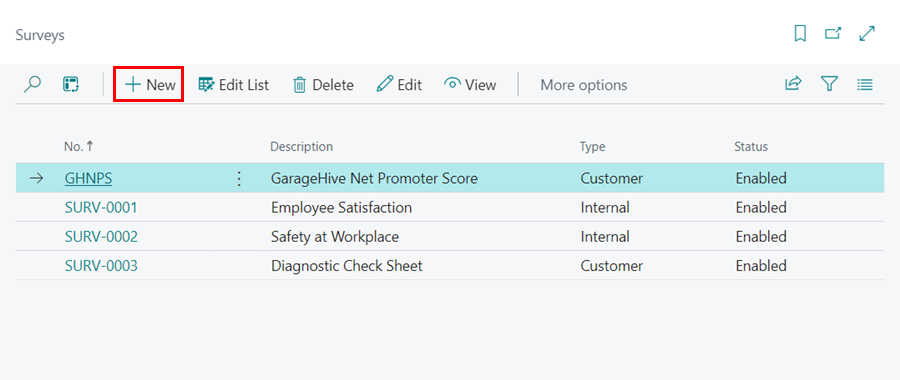 Surveys
New Edit List Delete Edit View More options
No.↑ Description Type Status
GHNPS GarageHive Net Promoter Score Customer Enabled
SURV-0001 Employee Satisfaction Internal Enabled
SURV-0002 Safety at Workplace Internal Enabled
SURV-0003 Diagnostic Check Sheet Customer Enabled